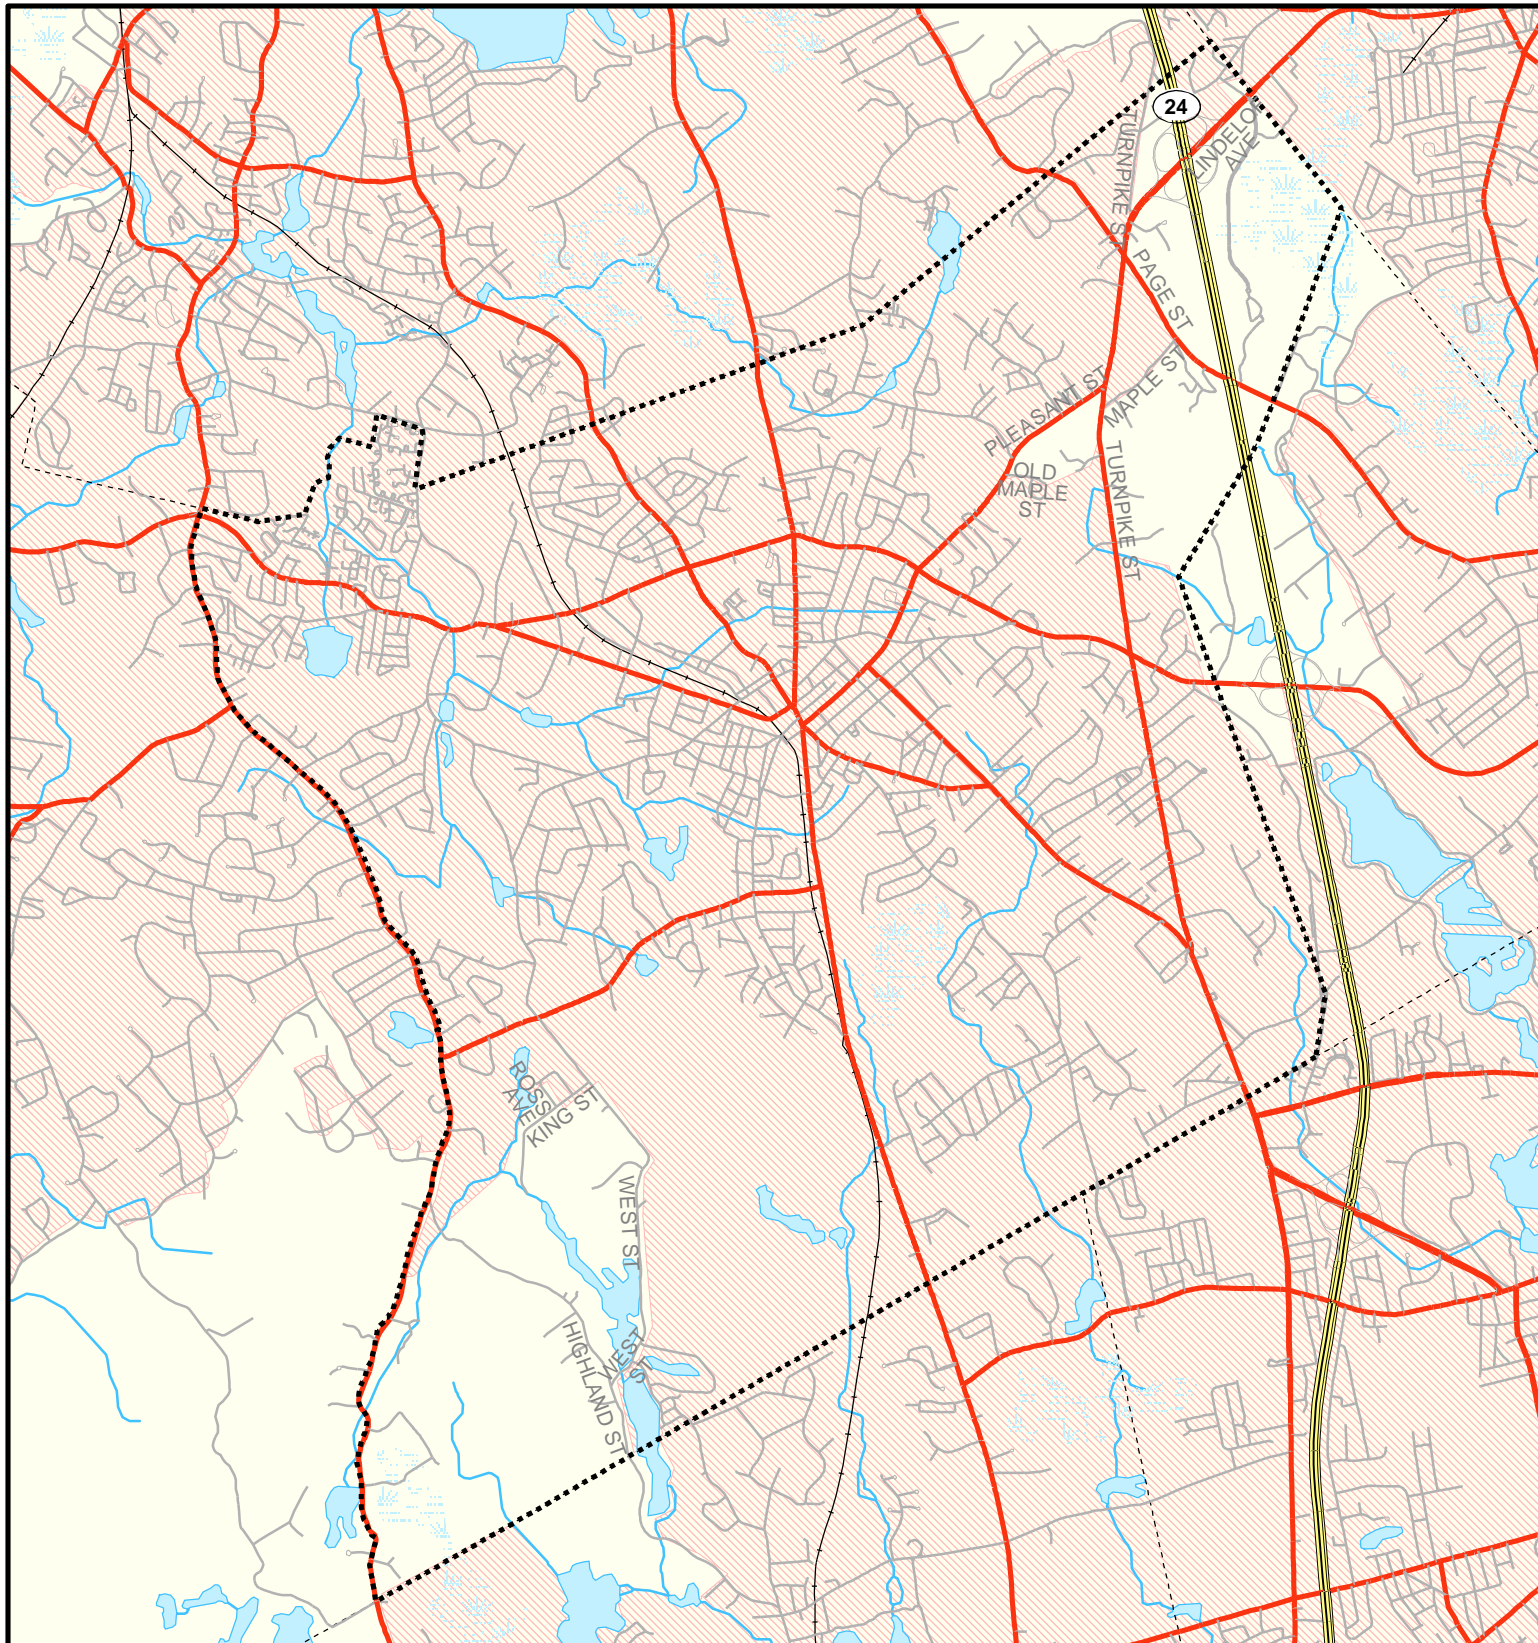 24
TURNPIKE ST
LINDELOF
AVE
PAGE ST
MAPLE ST
PLEASANT ST
OLD
MAPLE
ST
TURNPIKE ST
ROSS
AVE
KING ST
WEST ST
WEST ST
HIGHLAND ST